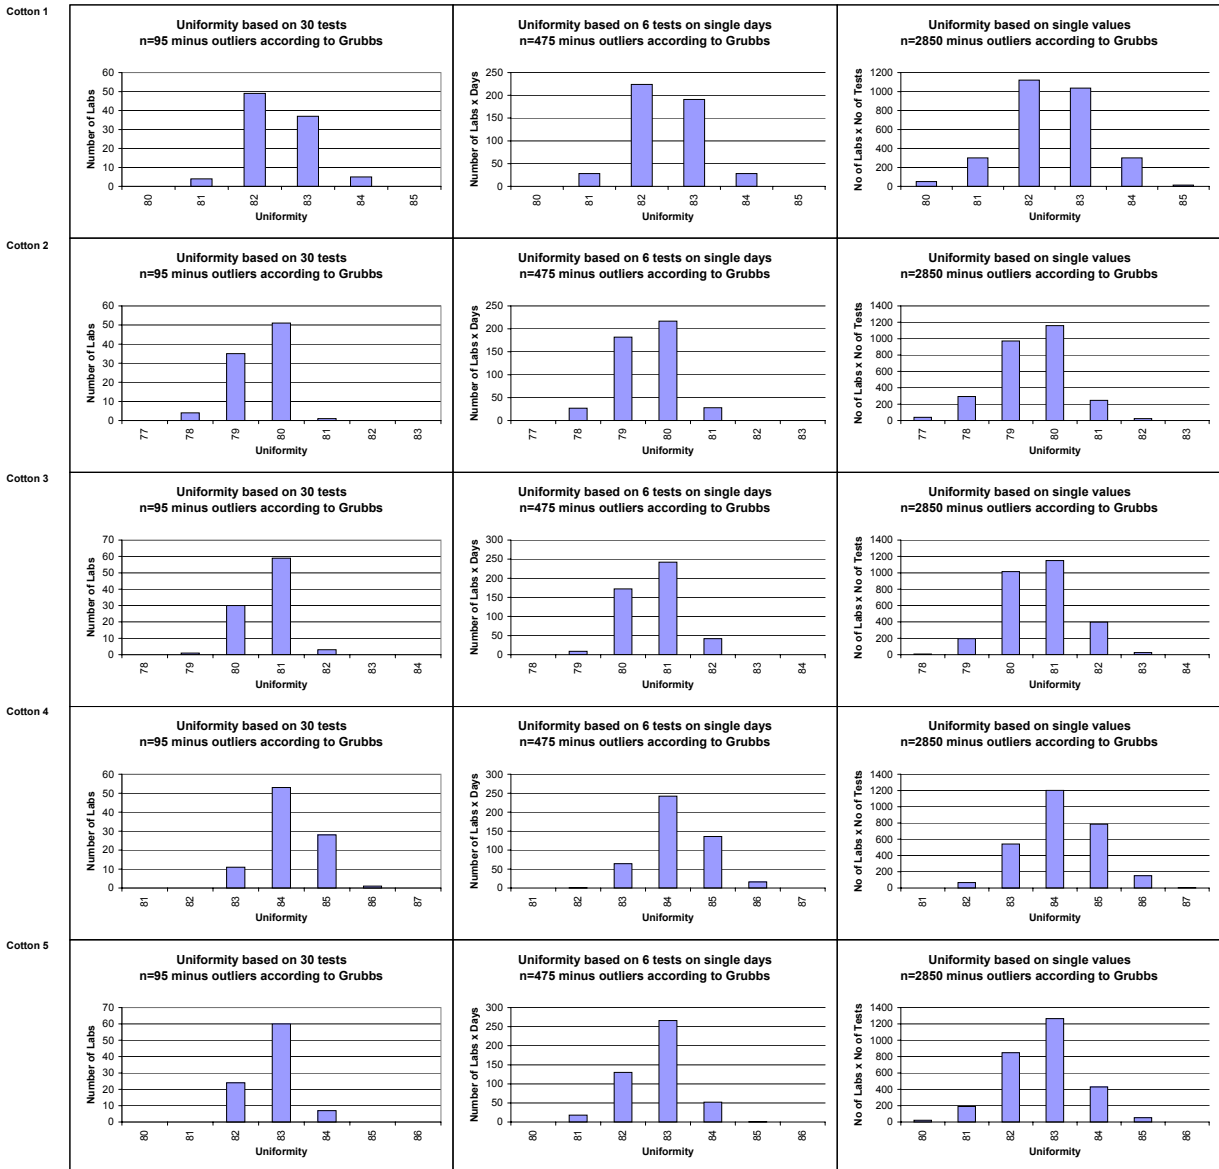 Cotton 1
Uniformity based on 30 tests
n=95 minus outliers according to Grubbs
Number of Labs
60
50
40
30
20
10
0
80 81 82 83 84 85
Uniformity
Uniformity based on 6 tests on single days
n=475 minus outliers according to Grubbs
Number of Labs x Days
250
200
150
100
50
0
80 81 82 83 84 85
Uniformity
Uniformity based on single values
n=2850 minus outliers according to Grubbs
No of Labs x No of Tests
1200
1000
800
600
400
200
0
80 81 82 83 84 85
Uniformity
Cotton 2
Uniformity based on 30 tests
n=95 minus outliers according to Grubbs
Number of Labs
60
50
40
30
20
10
0
77 78 79 80 81 82 83
Uniformity
Uniformity based on 6 tests on single days
n=475 minus outliers according to Grubbs
Number of Labs x Days
250
200
150
100
50
0
77 78 79 80 81 82 83
Uniformity
Uniformity based on single values
n=2850 minus outliers according to Grubbs
No of Labs x No of Tests
1400
1200
1000
800
600
400
200
0
77 78 79 80 81 82 83
Uniformity
Cotton 3
Uniformity based on 30 tests
n=95 minus outliers according to Grubbs
Number of Labs
70
60
50
40
30
20
10
0
78 79 80 81 82 83 84
Uniformity
Uniformity based on 6 tests on single days
n=475 minus outliers according to Grubbs
Number of Labs x Days
300
250
200
150
100
50
0
78 79 80 81 82 83 84
Uniformity
Uniformity based on single values
n=2850 minus outliers according to Grubbs
No of Labs x No of Tests
1400
1200
1000
800
600
400
200
0
78 79 80 81 82 83 84
Uniformity
Cotton 4
Uniformity based on 30 tests
n=95 minus outliers according to Grubbs
Number of Labs
60
50
40
30
20
10
0
81 82 83 84 85 86 87
Uniformity
Uniformity based on 6 tests on single days
n=475 minus outliers according to Grubbs
Number of Labs x Days
300
250
200
150
100
50
0
81 82 83 84 85 86 87
Uniformity
Uniformity based on single values
n=2850 minus outliers according to Grubbs
No of Labs x No of Tests
1400
1200
1000
800
600
400
200
0
81 82 83 84 85 86 87
Uniformity
Cotton 5
Uniformity based on 30 tests
n=95 minus outliers according to Grubbs
Number of Labs
70
60
50
40
30
20
10
0
80 81 82 83 84 85 86
Uniformity
Uniformity based on 6 tests on single days
n=475 minus outliers according to Grubbs
Number of Labs x Days
300
250
200
150
100
50
0
80 81 82 83 84 85 86
Uniformity
Uniformity based on single values
n=2850 minus outliers according to Grubbs
No of Labs x No of Tests
1400
1200
1000
800
600
400
200
0
80 81 82 83 84 85 86
Uniformity